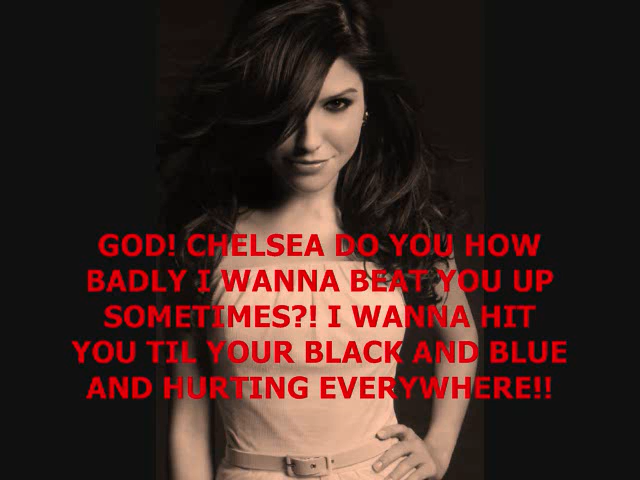 GOD! CHELSEA DO YOU HOW
BADLY I WANNA BEAT YOU UP
SOMETIMES?! I WANNA HIT
YOU TIL YOUR BLACK AND BLUE
AND HURTING EVERYWHERE!!